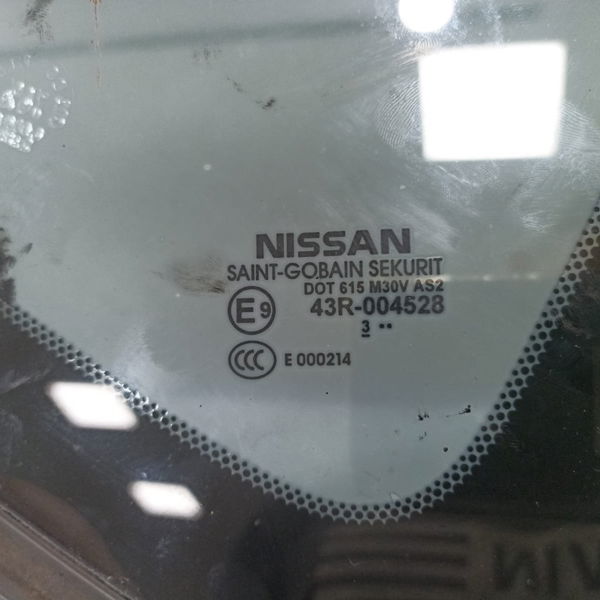 NISSAN
SAINT-GOBAIN SEKURIT
DOT 615 M30V AS2
E9 43R-004528
3 ••
CCC E 000214